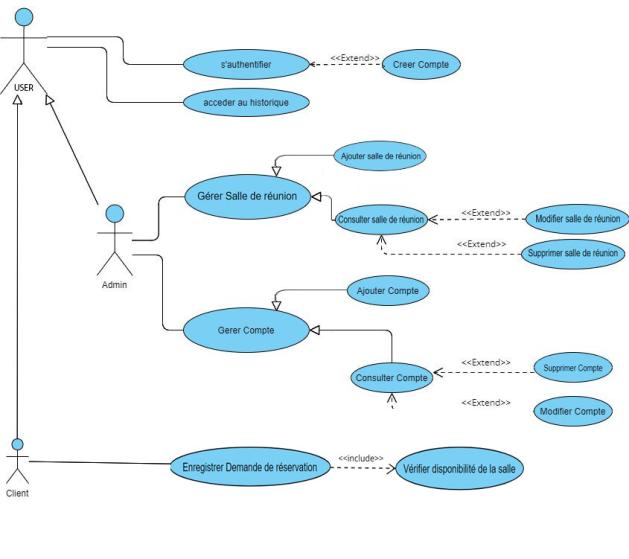 <<Extend>>
s'authentifier
Creer Compte
USER
acceder au historique
Ajouter salle de réunion
Gérer Salle de réunion
<<Extend>>
Consulter salle de réunion
Modifier salle de réunion
<<Extend>>
Supprimer salle de réunion
Admin
Ajouter Compte
Gerer Compte
<<Extend>>
Supprimer Compte
Consulter Compte
<<Extend>>
Modifier Compte
<<include>>
Enregistrer Demande de réservation
Vérifier disponibilité de la salle
Client